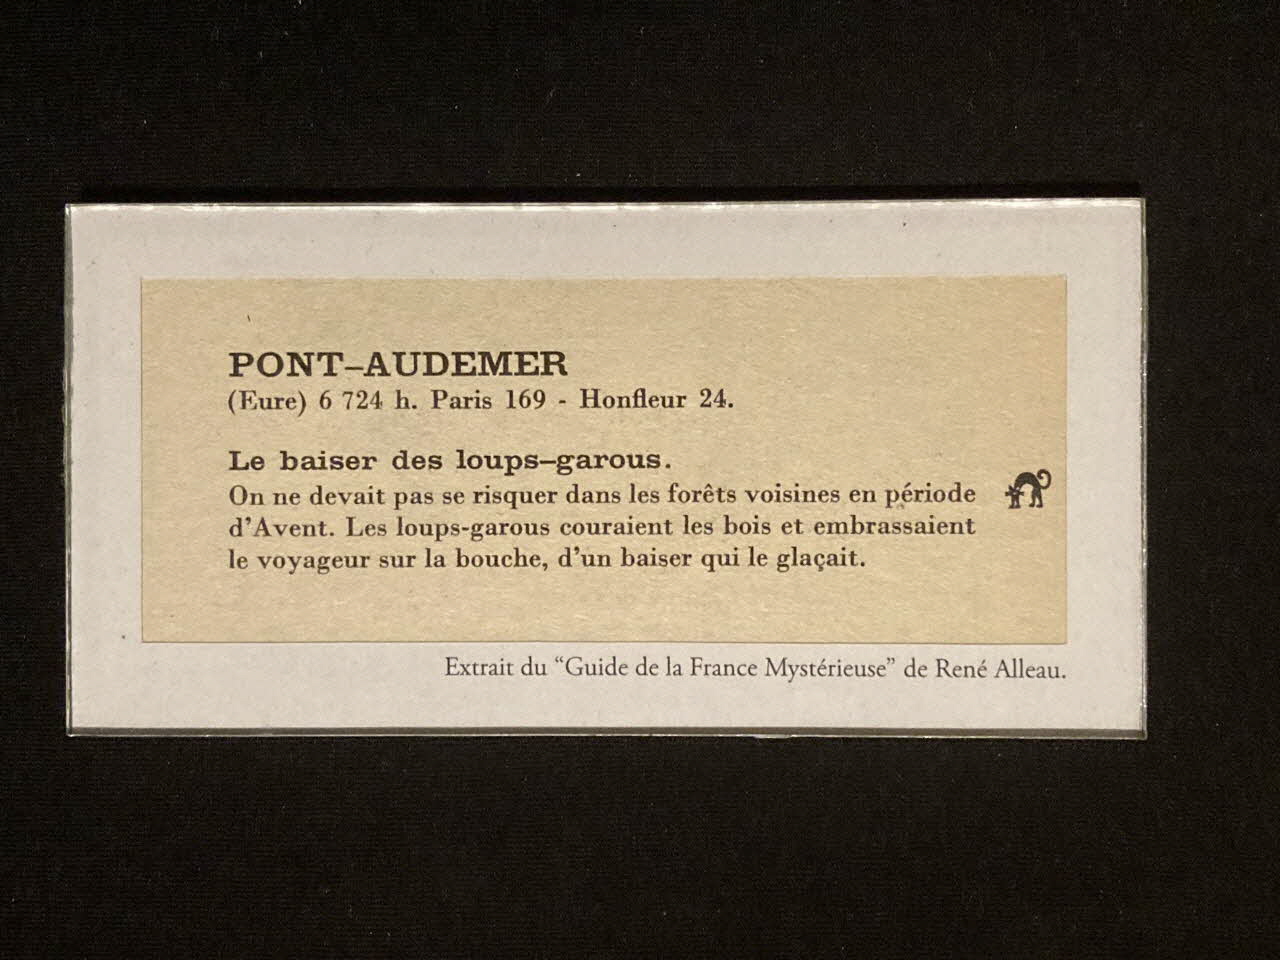 PONT–AUDEMER
(Eure) 6 724 h. Paris 169 - Honfleur 24.
Le baiser des loups–garous.
On ne devait pas se risquer dans les forêts voisines en période
d’Avent. Les loups-garous couraient les bois et embrassaient
le voyageur sur la bouche, d’un baiser qui le glaçait.
Extrait du “Guide de la France Mystérieuse” de René Alleau.